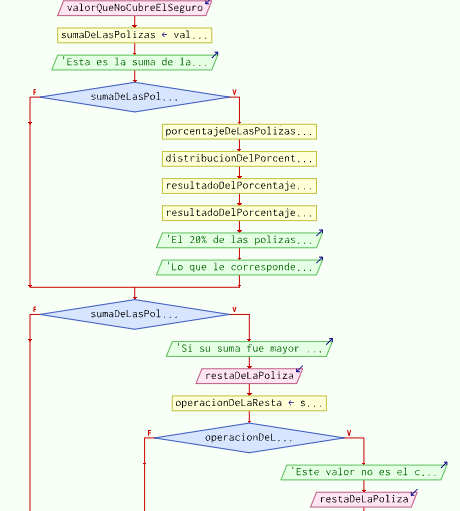 valorQueNoCubreElSeguro
sumaDeLasPolizas ← val...
'Esta es la suma de la...
F
sumaDeLasPol...
V
porcentajeDeLasPolizas...
distribucionDelPorcent...
resultadoDelPorcentaje...
resultadoDelPorcentaje...
'El 20% de las polizas...
'Lo que le corresponde...
F
sumaDeLasPol...
V
'Si su suma fue mayor ...
restaDeLaPoliza
operacionDeLaResta ← s...
F
operacionDeL...
V
'Este valor no es el c...
restaDeLaPoliza